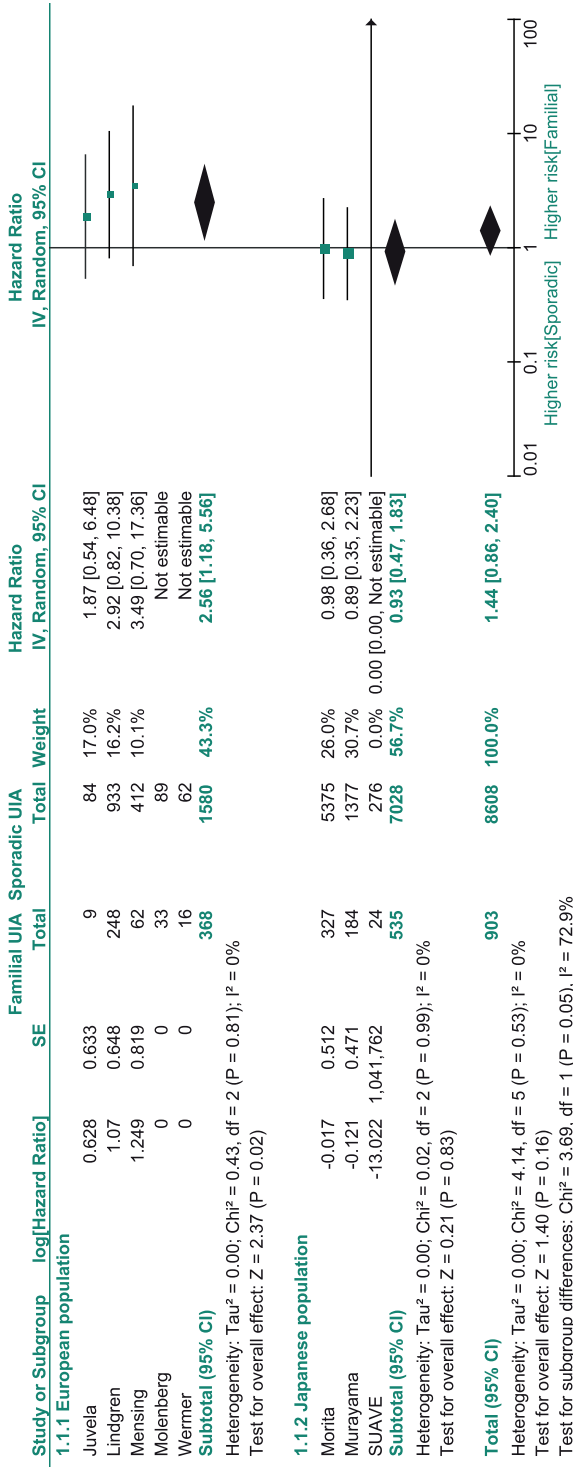 Familial UIA Sporadic UIA Hazard Ratio Hazard Ratio
Study or Subgroup log[Hazard Ratio] SE Total Total Weight IV, Random, 95% CI IV, Random, 95% CI
1.1.1 European population
Juvela 0.628 0.633 9 84 17.0% 1.87 [0.54, 6.48]
Lindgren 1.07 0.648 248 933 16.2% 2.92 [0.82, 10.38]
Mensing 1.249 0.819 62 412 10.1% 3.49 [0.70, 17.36]
Molenberg 0 0 33 89 Not estimable
Wermer 0 0 16 62 Not estimable
Subtotal (95% CI) 368 1580 43.3% 2.56 [1.18, 5.56]
Heterogeneity: Tau² = 0.00; Chi² = 0.43, df = 2 (P = 0.81); I² = 0%
Test for overall effect: Z = 2.37 (P = 0.02)
1.1.2 Japanese population
Morita -0.017 0.512 327 5375 26.0% 0.98 [0.36, 2.68]
Murayama -0.121 0.471 184 1377 30.7% 0.89 [0.35, 2.23]
SUAVE -13.022 1,041,762 24 276 0.0% 0.00 [0.00, Not estimable]
Subtotal (95% CI) 535 7028 56.7% 0.93 [0.47, 1.83]
Heterogeneity: Tau² = 0.00; Chi² = 0.02, df = 2 (P = 0.99); I² = 0%
Test for overall effect: Z = 0.21 (P = 0.83)
Total (95% CI) 903 8608 100.0% 1.44 [0.86, 2.40]
Heterogeneity: Tau² = 0.00; Chi² = 4.14, df = 5 (P = 0.53); I² = 0%
Test for overall effect: Z = 1.40 (P = 0.16)
Test for subgroup differences: Chi² = 3.69, df = 1 (P = 0.05), I² = 72.9%
0.01 0.1 1 10 100
Higher risk[Sporadic] Higher risk[Familial]